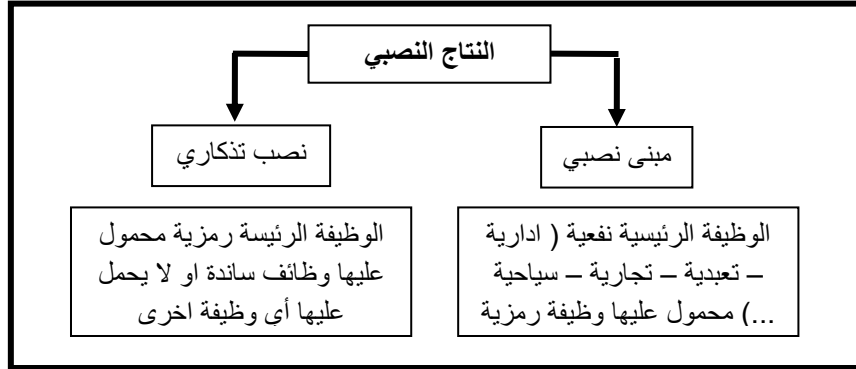 النتاج النصبي
مبنى نصبي
نصب تذكاري
الوظيفة الرئيسية نفعية ( ادارية
– تعبدية – تجارية – سياحية
...) محمول عليها وظيفة رمزية
الوظيفة الرئيسة رمزية محمول
عليها وظائف ساندة او لا يحمل
عليها أي وظيفة اخرى